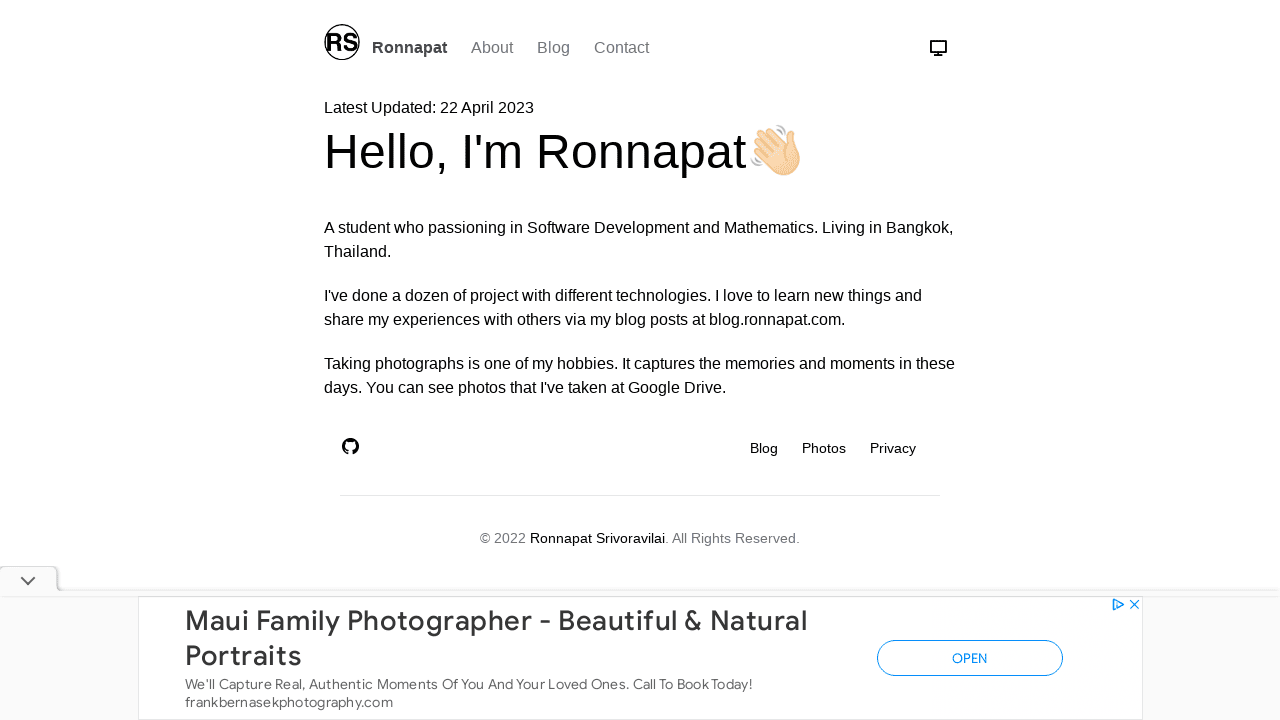 RS Ronnapat About Blog Contact
Latest Updated: 22 April 2023
Hello, I'm Ronnapat👋🏻
A student who passioning in Software Development and Mathematics. Living in Bangkok,
Thailand.
I've done a dozen of project with different technologies. I love to learn new things and
share my experiences with others via my blog posts at blog.ronnapat.com.
Taking photographs is one of my hobbies. It captures the memories and moments in these
days. You can see photos that I've taken at Google Drive.
Blog Photos Privacy
© 2022 Ronnapat Srivoravilai. All Rights Reserved.
Maui Family Photographer - Beautiful & Natural
Portraits
We'll Capture Real, Authentic Moments Of You And Your Loved Ones. Call To Book Today!
frankbernasekphotography.com
OPEN